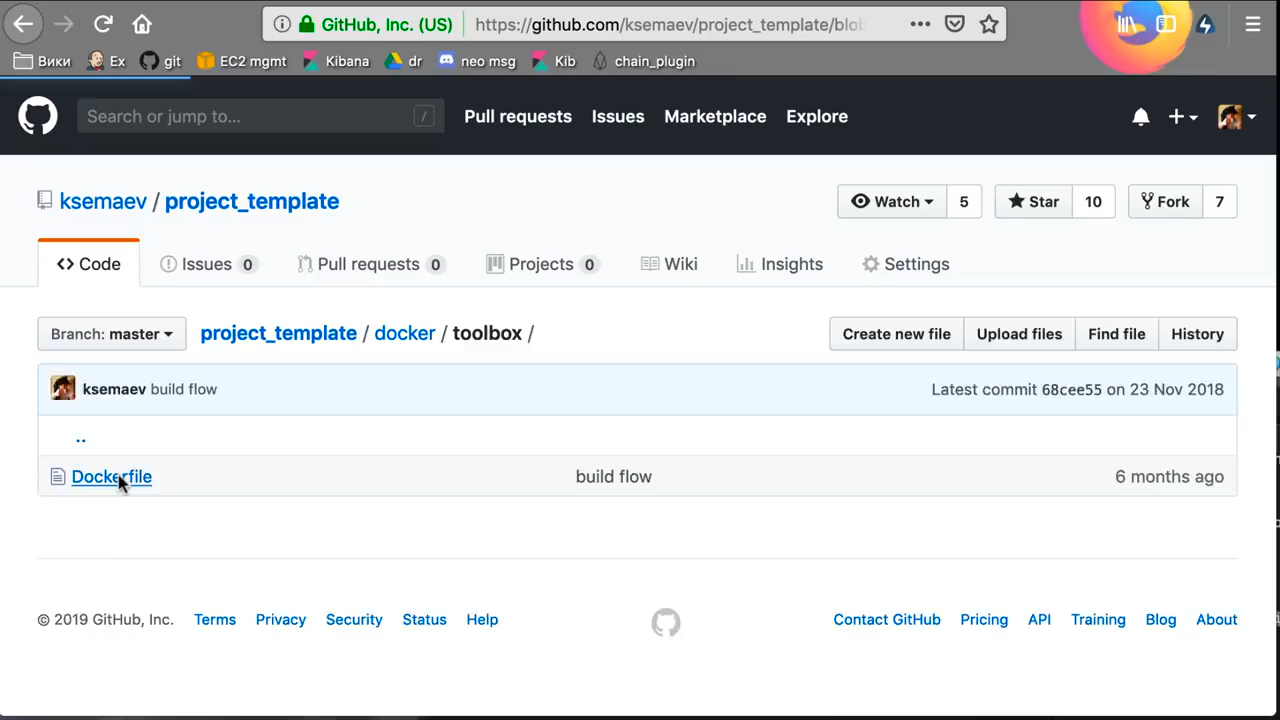 GitHub, Inc. (US) https://github.com/ksemaev/project_template/blob
Вики Ex git EC2 mgmt Kibana dr neo msg Kib chain_plugin
Search or jump to... / Pull requests Issues Marketplace Explore
ksemaev / project_template Watch 5 Star 10 Fork 7
Code Issues 0 Pull requests 0 Projects 0 Wiki Insights Settings
Branch: master project_template / docker / toolbox / Create new file Upload files Find file History
ksemaev build flow Latest commit 68cee55 on 23 Nov 2018
..
Dockerfile build flow 6 months ago
© 2019 GitHub, Inc. Terms Privacy Security Status Help Contact GitHub Pricing API Training Blog About